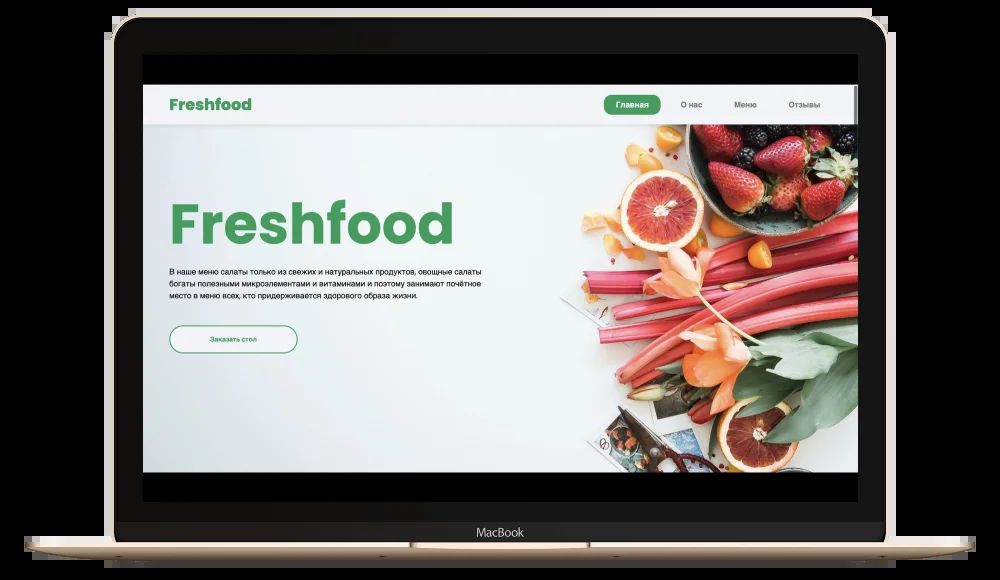 Freshfood
Главная
О нас
Меню
Отзывы
Freshfood
В наше меню салаты только из свежих и натуральных продуктов, овощные салаты
богаты полезными микроэлементами и витаминами и поэтому занимают почётное
место в меню всех, кто придерживается здорового образа жизни.
Заказать стол
MacBook